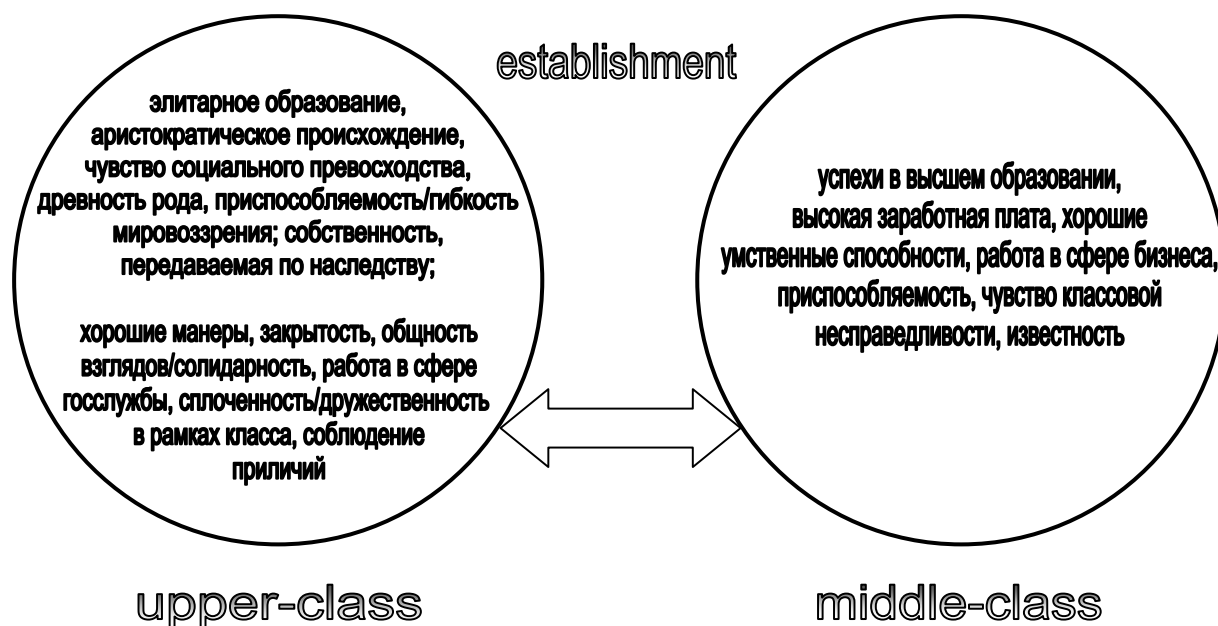 establishment
элитарное образование,
аристократическое происхождение,
чувство социального превосходства,
древность рода, приспособляемость/гибкость
мировоззрения; собственность,
передаваемая по наследству;
хорошие манеры, закрытость, общность
взглядов/солидарность, работа в сфере
госслужбы, сплоченность/дружественность
в рамках класса, соблюдение
приличий
успехи в высшем образовании,
высокая заработная плата, хорошие
умственные способности, работа в сфере бизнеса,
приспособляемость, чувство классовой
несправедливости, известность
upper-class
middle-class